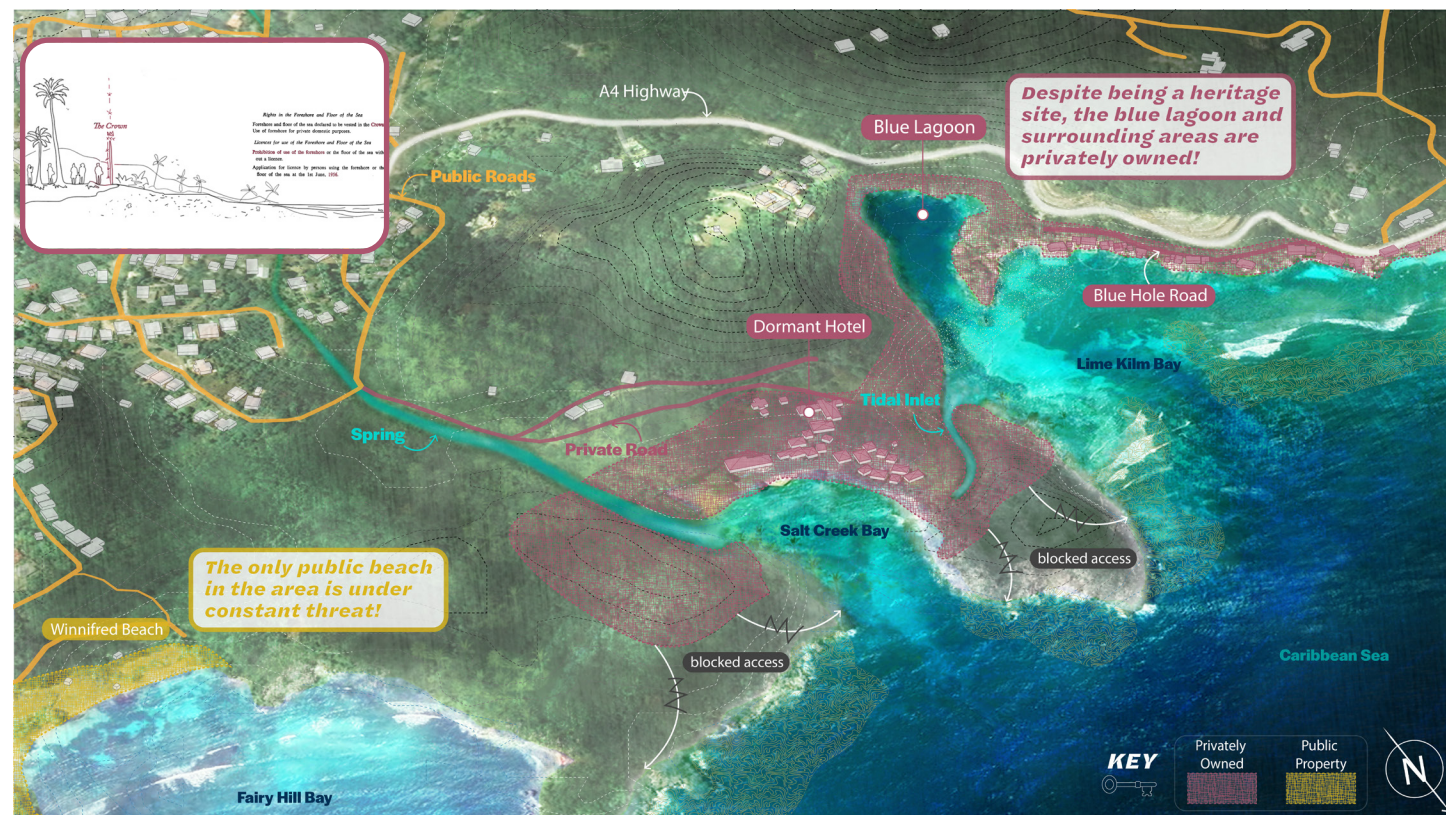 The Crown
WS
Rights in the Foreshore and Floor of the Sea
Foreshore and floor of the sea declared to be vested in the Crown
Use of foreshore for private domestic purposes.
Licences for use of the Foreshore and Floor of the Sea
Prohibition of use of the foreshore or the floor of the sea with
out a licence.
Application for licence by persons using the foreshore or the
floor of the sea at the 1st June, 1956.
A4 Highway
Public Roads
Blue Lagoon
Despite being a heritage
site, the blue lagoon and
surrounding areas are
privately owned!
Blue Hole Road
Dormant Hotel
Lime Kilm Bay
Tidal Inlet
Spring
Private Road
Salt Creek Bay
blocked access
The only public beach
in the area is under
constant threat!
Winnifred Beach
blocked access
Caribbean Sea
Fairy Hill Bay
KEY
Privately
Owned
Public
Property
N